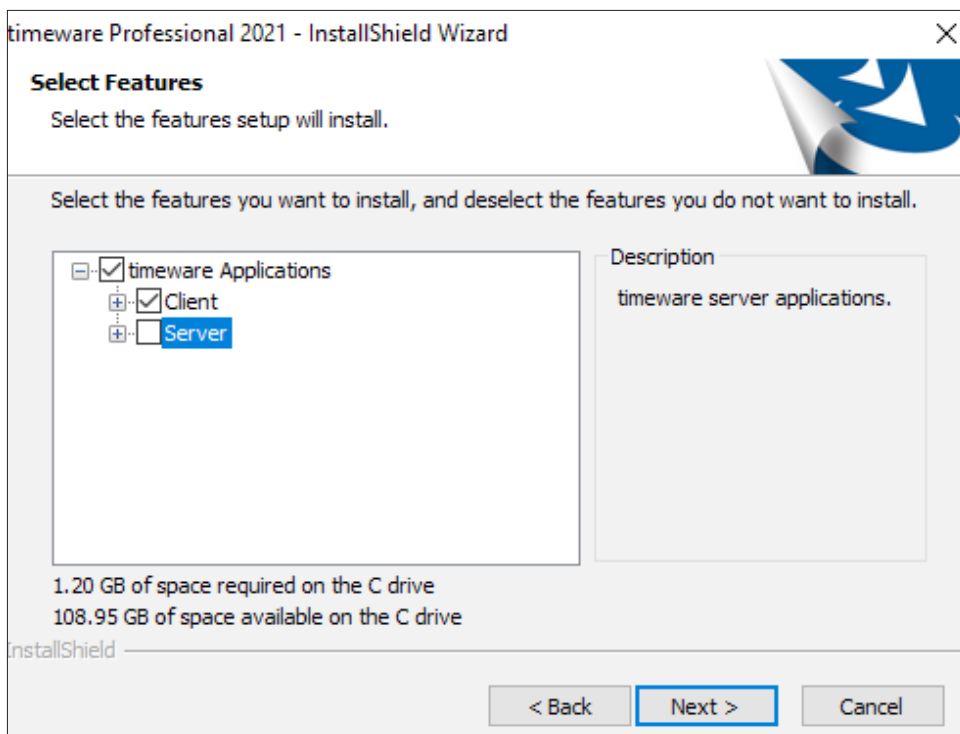 timeware Professional 2021 - InstallShield Wizard
Select Features
Select the features setup will install.
Select the features you want to install, and deselect the features you do not want to install.
timeware Applications
Client
Server
Description
timeware server applications.
1.20 GB of space required on the C drive
108.95 GB of space available on the C drive
InstallShield
< Back
Next >
Cancel